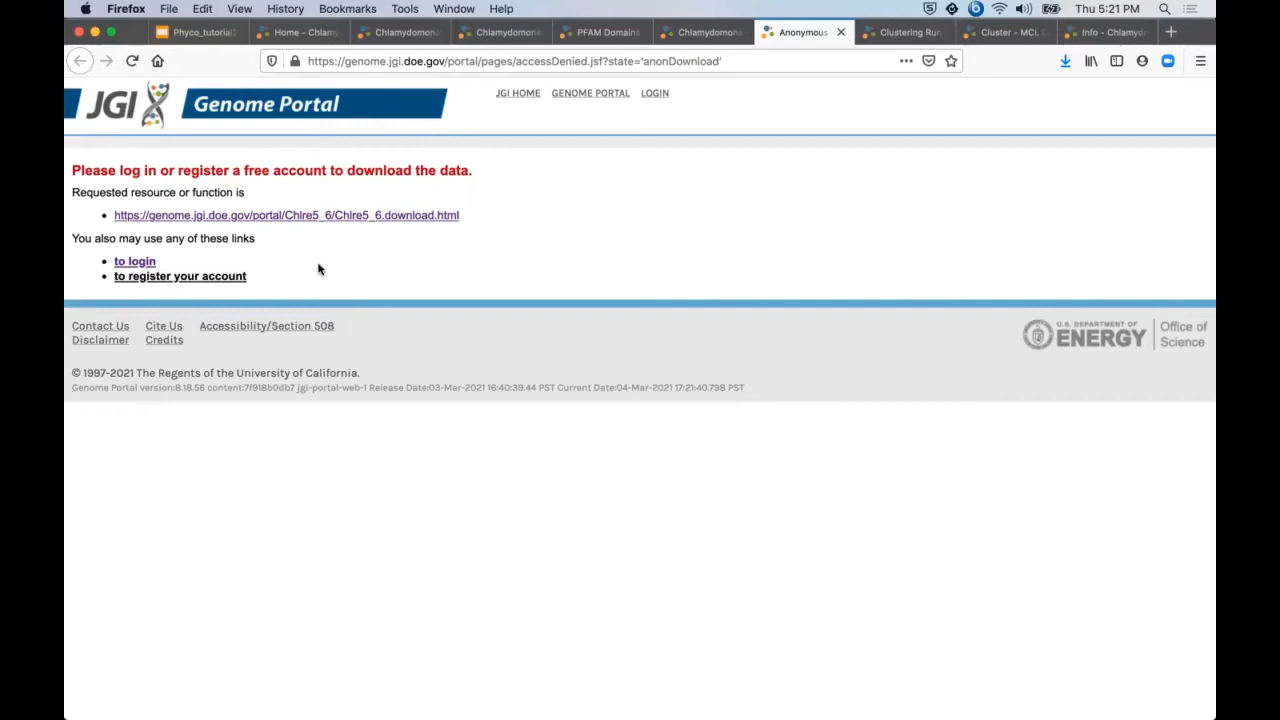 Firefox File Edit View History Bookmarks Tools Window Help Thu 5:21 PM
Phyco_tutorial Home - Chlamy Chlamydomona Chlamydomona PFAM Domains Chlamydomona Anonymous Clustering Run Cluster - MCL Info - Chlamyd
https://genome.jgi.doe.gov/portal/pages/accessDenied.jsf?state='anonDownload'
JGI Genome Portal
JGI HOME GENOME PORTAL LOGIN
Please log in or register a free account to download the data.
Requested resource or function is
• https://genome.jgi.doe.gov/portal/Chlre5_6/Chlre5_6.download.html
You also may use any of these links
• to login
• to register your account
Contact Us Cite Us Accessibility/Section 508
Disclaimer Credits
U.S. DEPARTMENT OF ENERGY Office of Science
© 1997-2021 The Regents of the University of California.
Genome Portal version:8.18.56 content:7f918b0db7 jgi-portal-web-1 Release Date:03-Mar-2021 16:40:39.44 PST Current Date:04-Mar-2021 17:21:40.798 PST